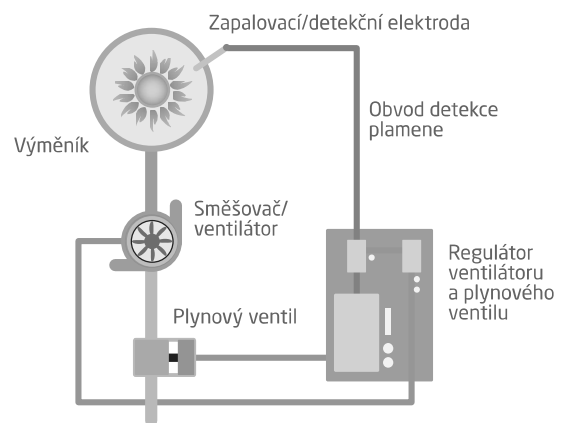 Zapalovací/detekční elektroda
Obvod detekce
plamene
Výměník
Směšovač/
ventilátor
Regulátor
ventilátoru
a plynového
ventilu
Plynový ventil